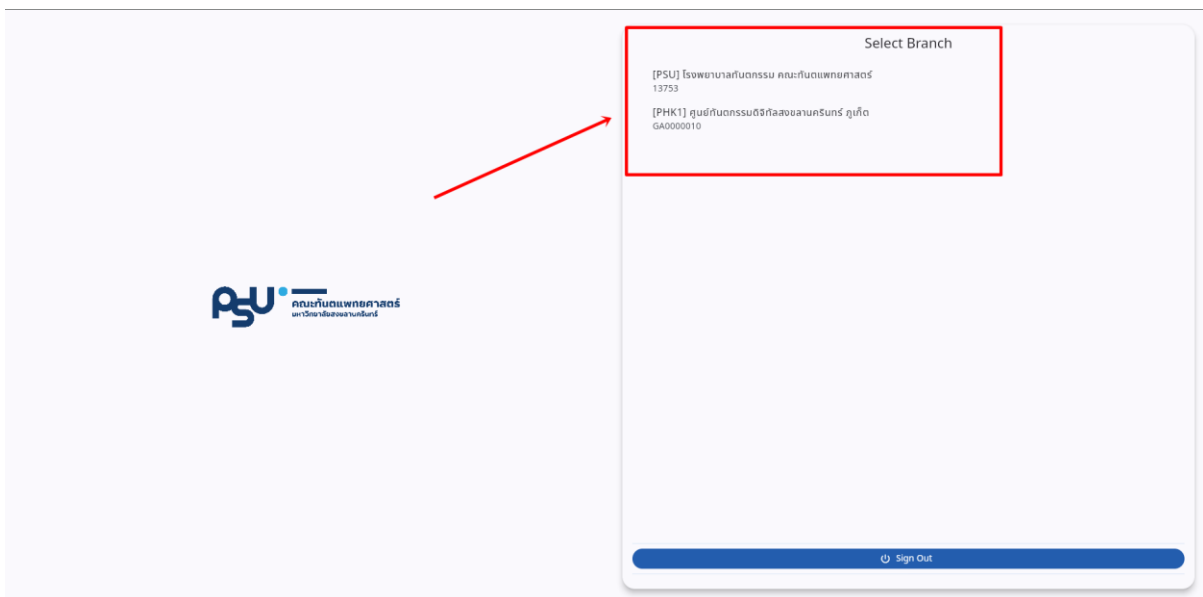 Select Branch
[PSU] โรงพยาบาลทันตกรรม คณะทันตแพทยศาสตร์
13753
[PHK1] ศูนย์ทันตกรรมดิจิทัลสงขลานครินทร์ ภูเก็ต
GA0000010
PSU
คณะทันตแพทยศาสตร์
มหาวิทยาลัยสงขลานครินทร์
Sign Out